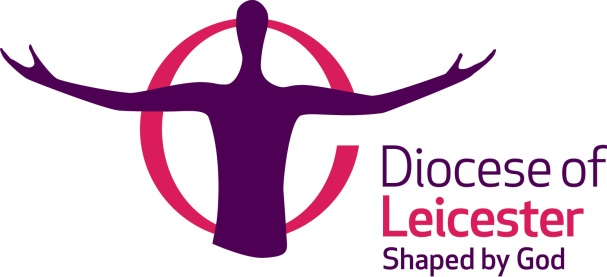 Diocese of
Leicester
Shaped by God